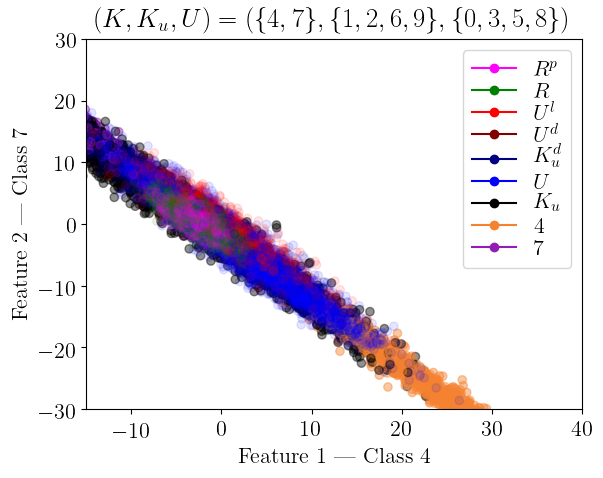 (K, K_u, U) = ({4, 7}, {1, 2, 6, 9}, {0, 3, 5, 8})
30
20
10
0
−10
−20
−30
Feature 2 — Class 7
R^p
R
U^l
U^d
K_u^d
U
K_u
4
7
−10
0
10
20
30
40
Feature 1 — Class 4